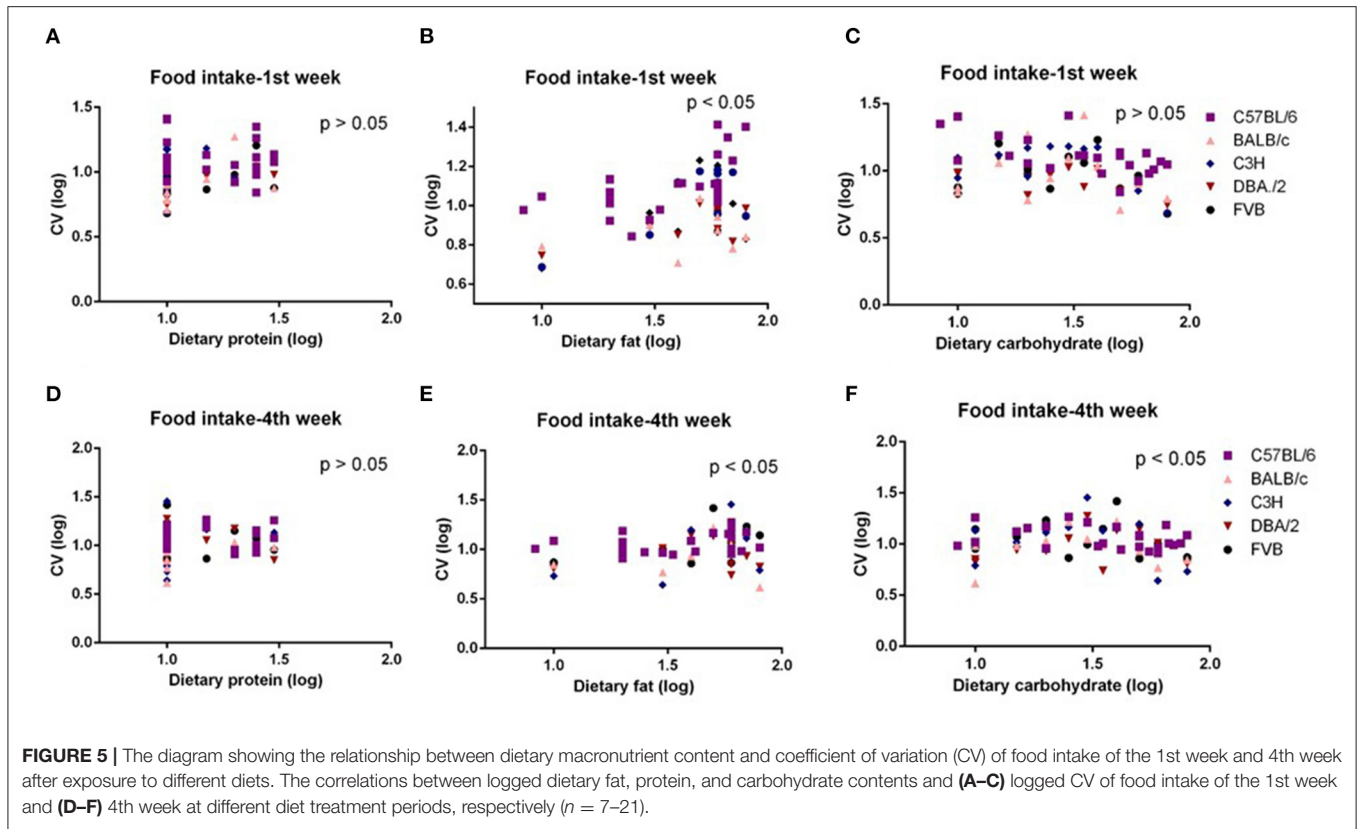 A
Food intake-1st week
p > 0.05
CV (log)
1.5
1.0
0.5
0.0
1.0
1.5
2.0
Dietary protein (log)
B
Food intake-1st week
p < 0.05
CV (log)
1.4
1.2
1.0
0.8
0.6
1.0
1.5
2.0
Dietary fat (log)
C
Food intake-1st week
p > 0.05
CV (log)
1.5
1.0
0.5
0.0
1.0
1.5
2.0
Dietary carbohydrate (log)
C57BL/6
BALB/c
C3H
DBA./2
FVB
D
Food intake-4th week
p > 0.05
CV (log)
2.0
1.5
1.0
0.5
0.0
1.0
1.5
2.0
Dietary protein (log)
E
Food intake-4th week
p < 0.05
CV (log)
2.0
1.5
1.0
0.5
0.0
1.0
1.5
2.0
Dietary fat (log)
F
Food intake-4th week
p < 0.05
CV (log)
2.0
1.5
1.0
0.5
0.0
1.0
1.5
2.0
Dietary carbohydrate (log)
C57BL/6
BALB/c
C3H
DBA/2
FVB
FIGURE 5 | The diagram showing the relationship between dietary macronutrient content and coefficient of variation (CV) of food intake of the 1st week and 4th week
after exposure to different diets. The correlations between logged dietary fat, protein, and carbohydrate contents and (A–C) logged CV of food intake of the 1st week
and (D–F) 4th week at different diet treatment periods, respectively (n = 7–21).